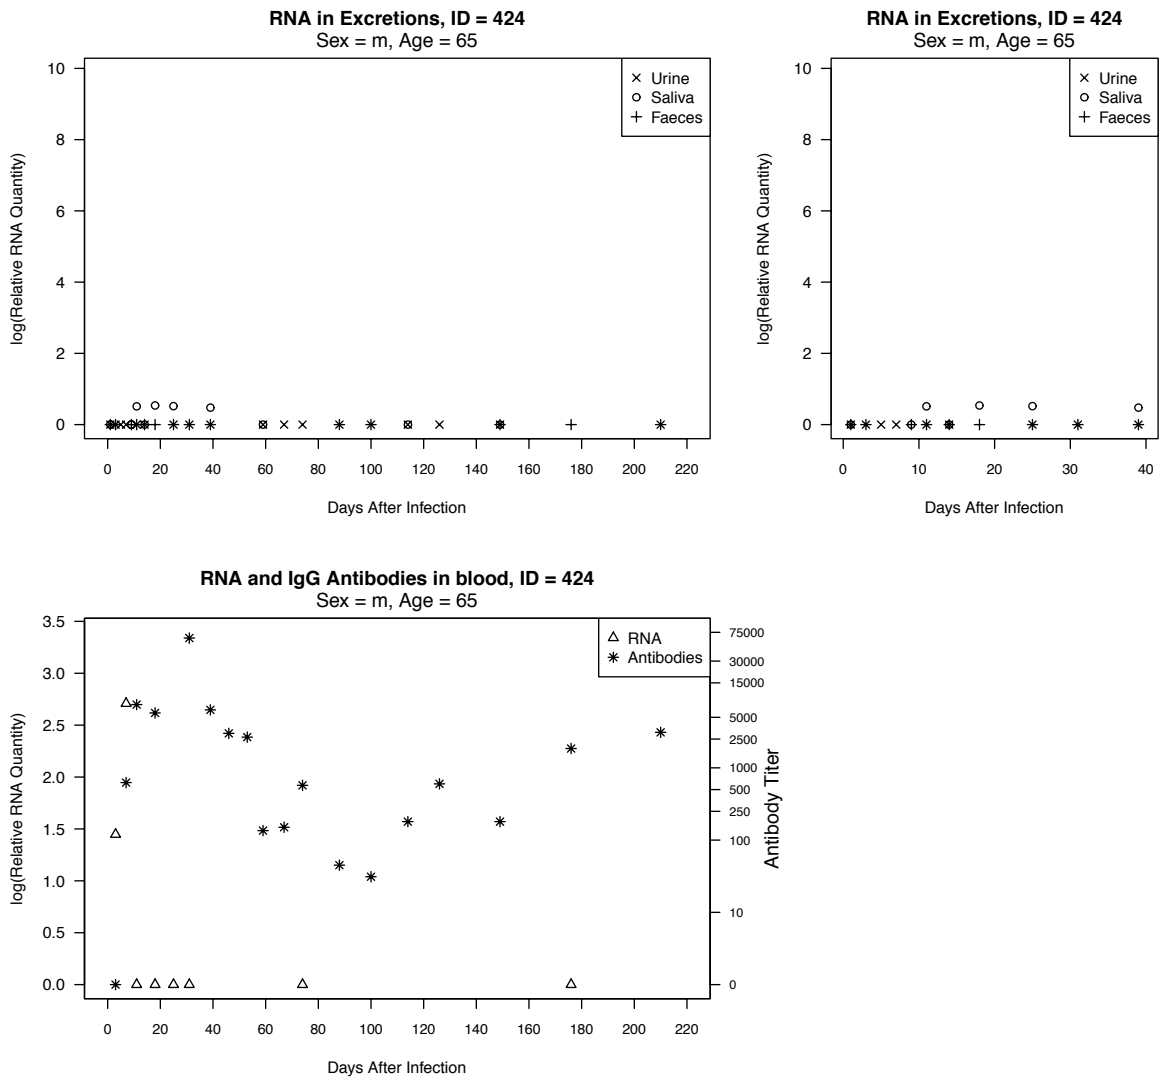 RNA in Excretions, ID = 424
Sex = m, Age = 65
log(Relative RNA Quantity)
10
8
6
4
2
0
Urine
Saliva
Faeces
0 20 40 60 80 100 120 140 160 180 200 220
Days After Infection
RNA in Excretions, ID = 424
Sex = m, Age = 65
log(Relative RNA Quantity)
10
8
6
4
2
0
Urine
Saliva
Faeces
0 10 20 30 40
Days After Infection
RNA and IgG Antibodies in blood, ID = 424
Sex = m, Age = 65
log(Relative RNA Quantity)
3.5
3.0
2.5
2.0
1.5
1.0
0.5
0.0
RNA
Antibodies
75000
30000
15000
5000
2500
1000
500
250
100
10
0
Antibody Titer
0 20 40 60 80 100 120 140 160 180 200 220
Days After Infection